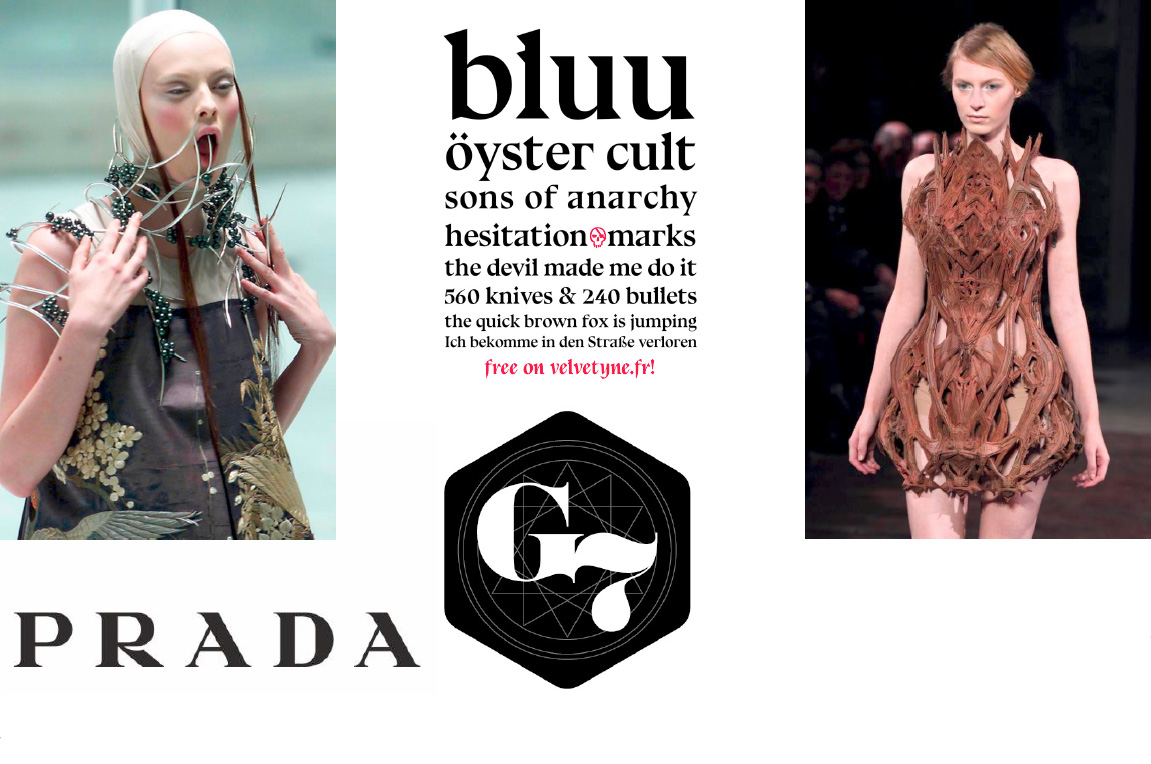 bluu
öyster cult
sons of anarchy
hesitation marks
the devil made me do it
560 knives & 240 bullets
the quick brown fox is jumping
Ich bekomme in den Straße verloren
free on velvetyne.fr!
G7
PRADA